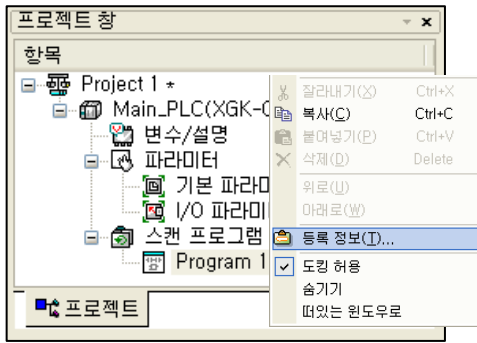 프로젝트 창
항목
Project 1 *
Main_PLC(XGK-C
변수/설명
파라미터
기본 파라미
I/O 파라미
스캔 프로그램
Program 1
프로젝트
잘라내기(X) Ctrl+X
복사(C) Ctrl+C
붙여넣기(P) Ctrl+V
삭제(D) Delete
위로(U)
아래로(W)
등록 정보(T)...
도킹 허용
숨기기
떠있는 윈도우로